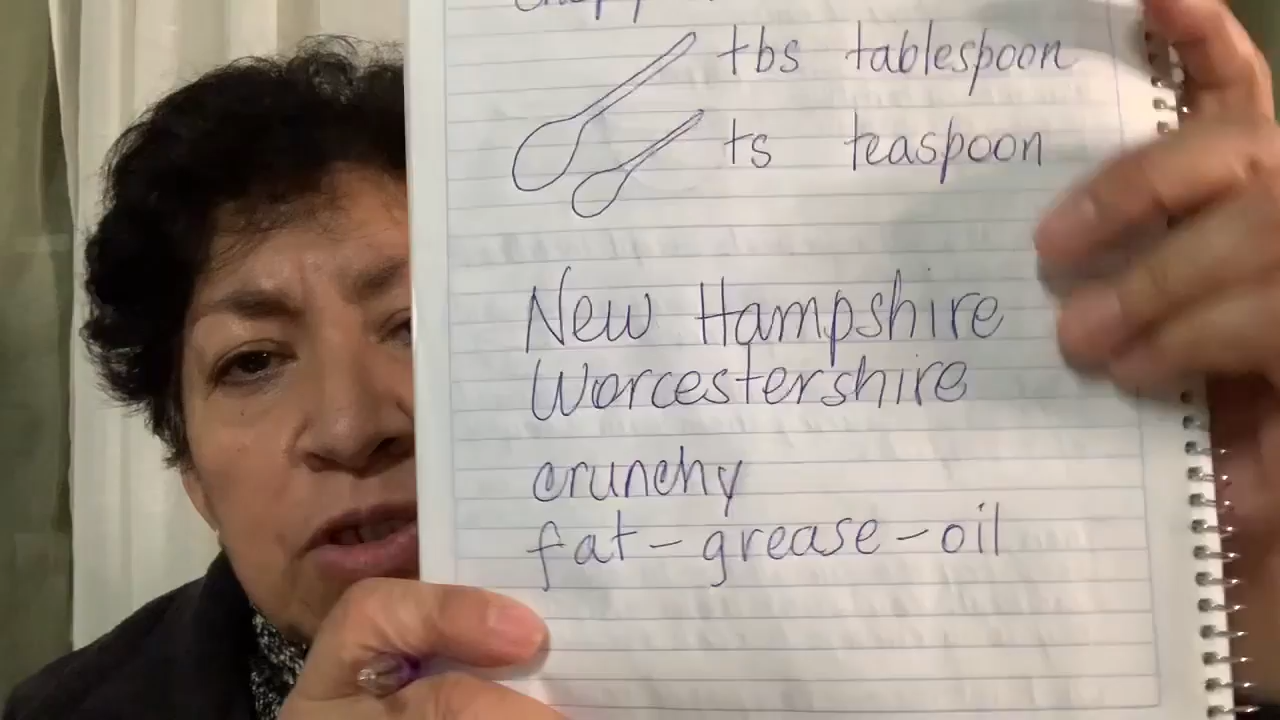 tbs tablespoon
ts teaspoon
New Hampshire
Worcestershire
crunchy
fat - grease - oil